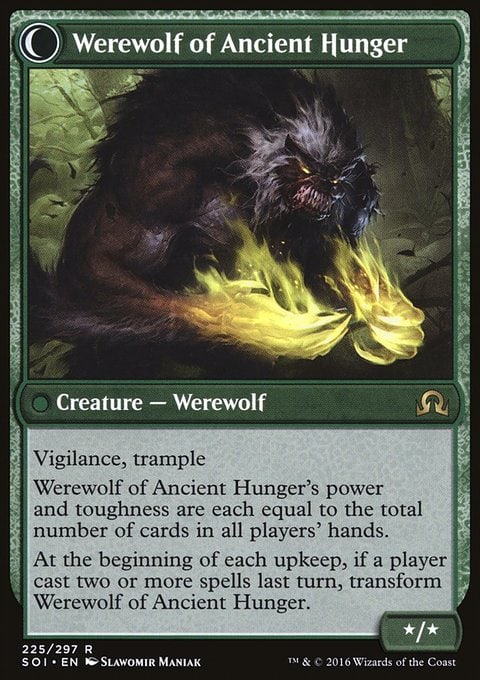 Werewolf of Ancient Hunger
Creature — Werewolf
Vigilance, trample
Werewolf of Ancient Hunger's power
and toughness are each equal to the total
number of cards in all players' hands.
At the beginning of each upkeep, if a player
cast two or more spells last turn, transform
Werewolf of Ancient Hunger.
★/★
225/297 R
SOI • EN Slawomir Maniak
™ & © 2016 Wizards of the Coast